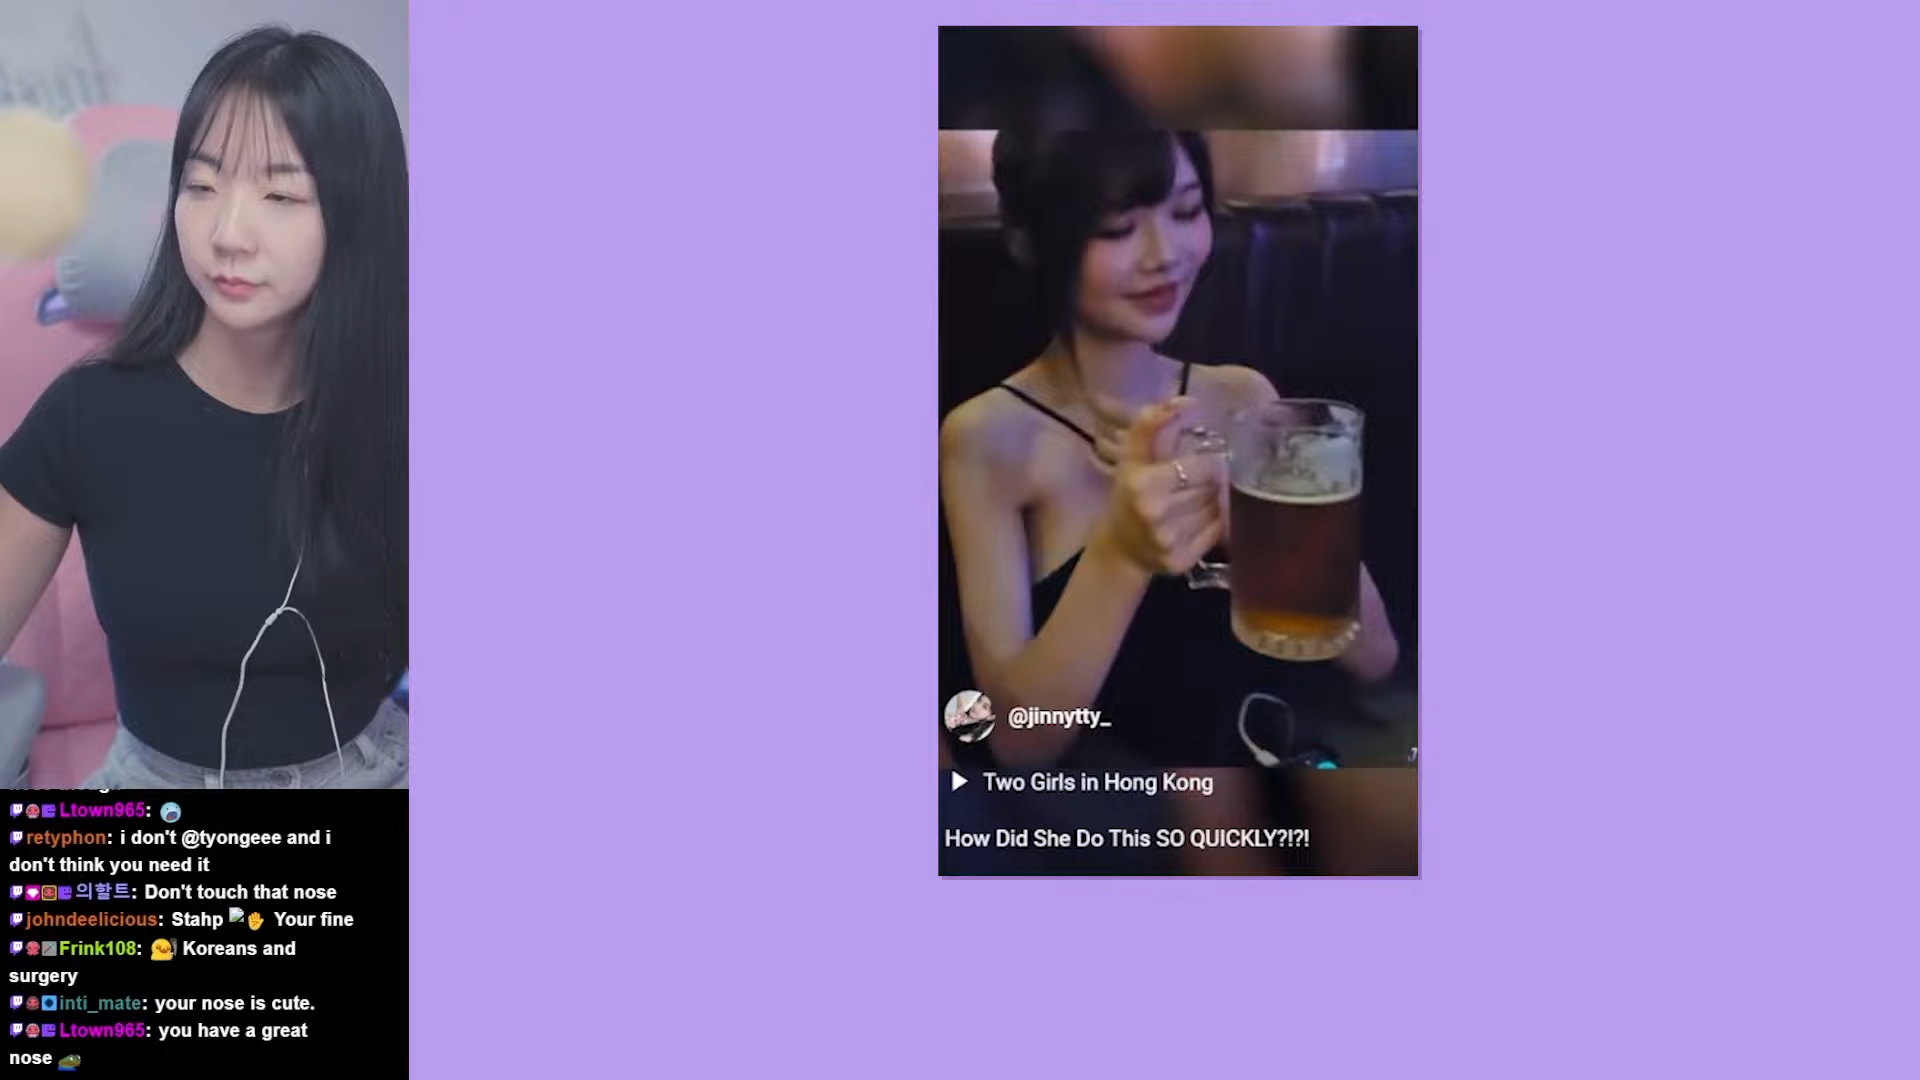 Ltown965:
retyphon: i don't @tyongeee and i
don't think you need it
의할트: Don't touch that nose
johndeelicious: Stahp Your fine
Frink108: Koreans and
surgery
inti_mate: your nose is cute.
Ltown965: you have a great
nose
@jinnytty_
Two Girls in Hong Kong
How Did She Do This SO QUICKLY?!?!